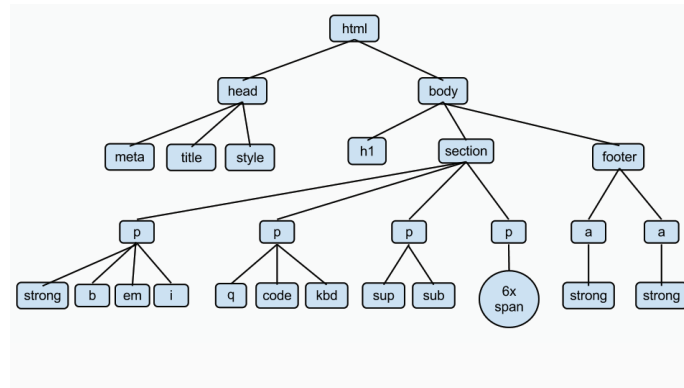 html
head
body
meta
title
style
h1
section
footer
p
p
p
p
a
a
strong
b
em
i
q
code
kbd
sup
sub
6x
span
strong
strong